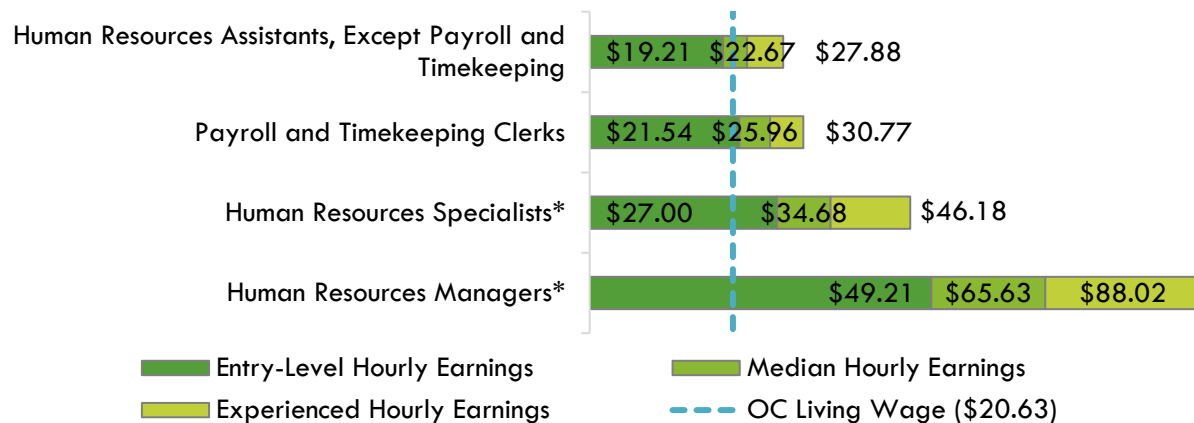 Human Resources Assistants, Except Payroll and
Timekeeping
$19.21 $22.67 $27.88
Payroll and Timekeeping Clerks $21.54 $25.96 $30.77
Human Resources Specialists* $27.00 $34.68 $46.18
Human Resources Managers* $49.21 $65.63 $88.02
Entry-Level Hourly Earnings Median Hourly Earnings
Experienced Hourly Earnings OC Living Wage ($20.63)